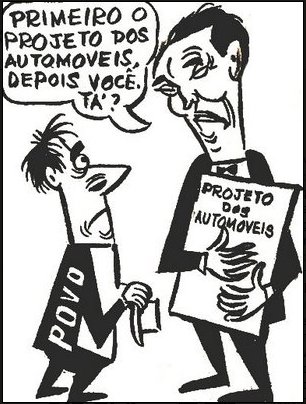 PRIMEIRO O
PROJETO DOS
AUTOMOVEIS,
DEPOIS VOCÊ.
TÁ?
PROJETO
DOS
AUTOMOVEIS
POVO